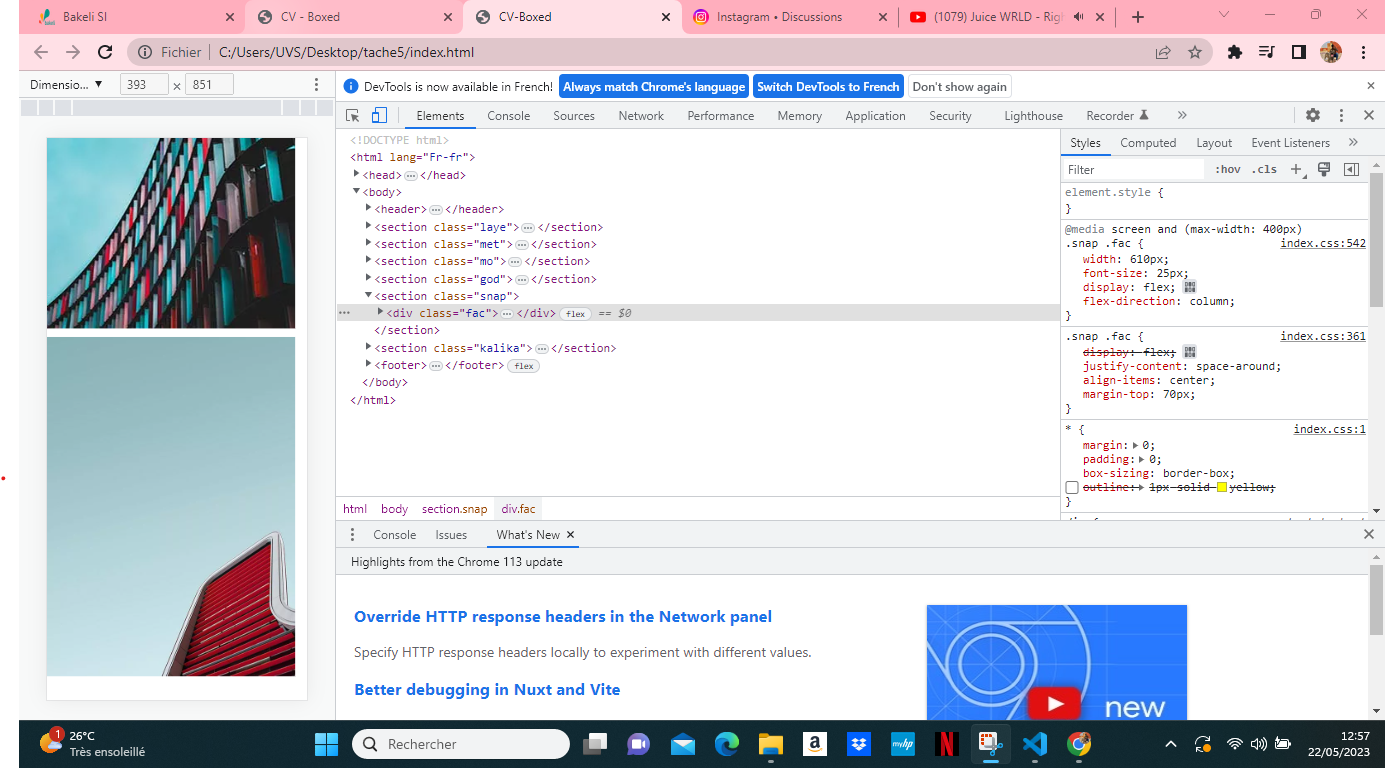 Bakeli SI
CV - Boxed
CV-Boxed
Instagram • Discussions
(1079) Juice WRLD - Righ
Fichier | C:/Users/UVS/Desktop/tache5/index.html
Dimensio... ▼ 393 × 851
DevTools is now available in French! Always match Chrome's language Switch DevTools to French Don't show again
Elements Console Sources Network Performance Memory Application Security Lighthouse Recorder »
<!DOCTYPE html>
<html lang="Fr-fr">
<head>…</head>
<body>
<header>…</header>
<section class="laye">…</section>
<section class="met">…</section>
<section class="mo">…</section>
<section class="god">…</section>
<section class="snap">
<div class="fac">…</div> flex == $0
</section>
<section class="kalika">…</section>
<footer>…</footer> flex
</body>
</html>
html body section.snap div.fac
Styles Computed Layout Event Listeners »
Filter :hov .cls +
element.style {
}
@media screen and (max-width: 400px)
.snap .fac { index.css:542
width: 610px;
font-size: 25px;
display: flex;
flex-direction: column;
}
.snap .fac { index.css:361
display: flex;
justify-content: space-around;
align-items: center;
margin-top: 70px;
}
* { index.css:1
margin: 0;
padding: 0;
box-sizing: border-box;
outline: 1px solid yellow;
}
Console Issues What's New
Highlights from the Chrome 113 update
Override HTTP response headers in the Network panel
Specify HTTP response headers locally to experiment with different values.
Better debugging in Nuxt and Vite
new
1
26°C
Très ensoleillé
Rechercher
a
myhp
N
12:57
22/05/2023